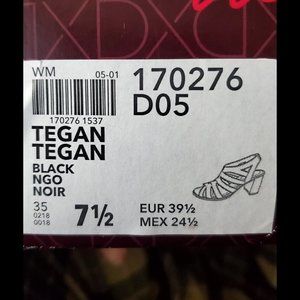 WM 05-01
170276 1537
170276
D05
TEGAN
TEGAN
BLACK
NGO
NOIR
35
0218
0018
7½
EUR 39½
MEX 24½